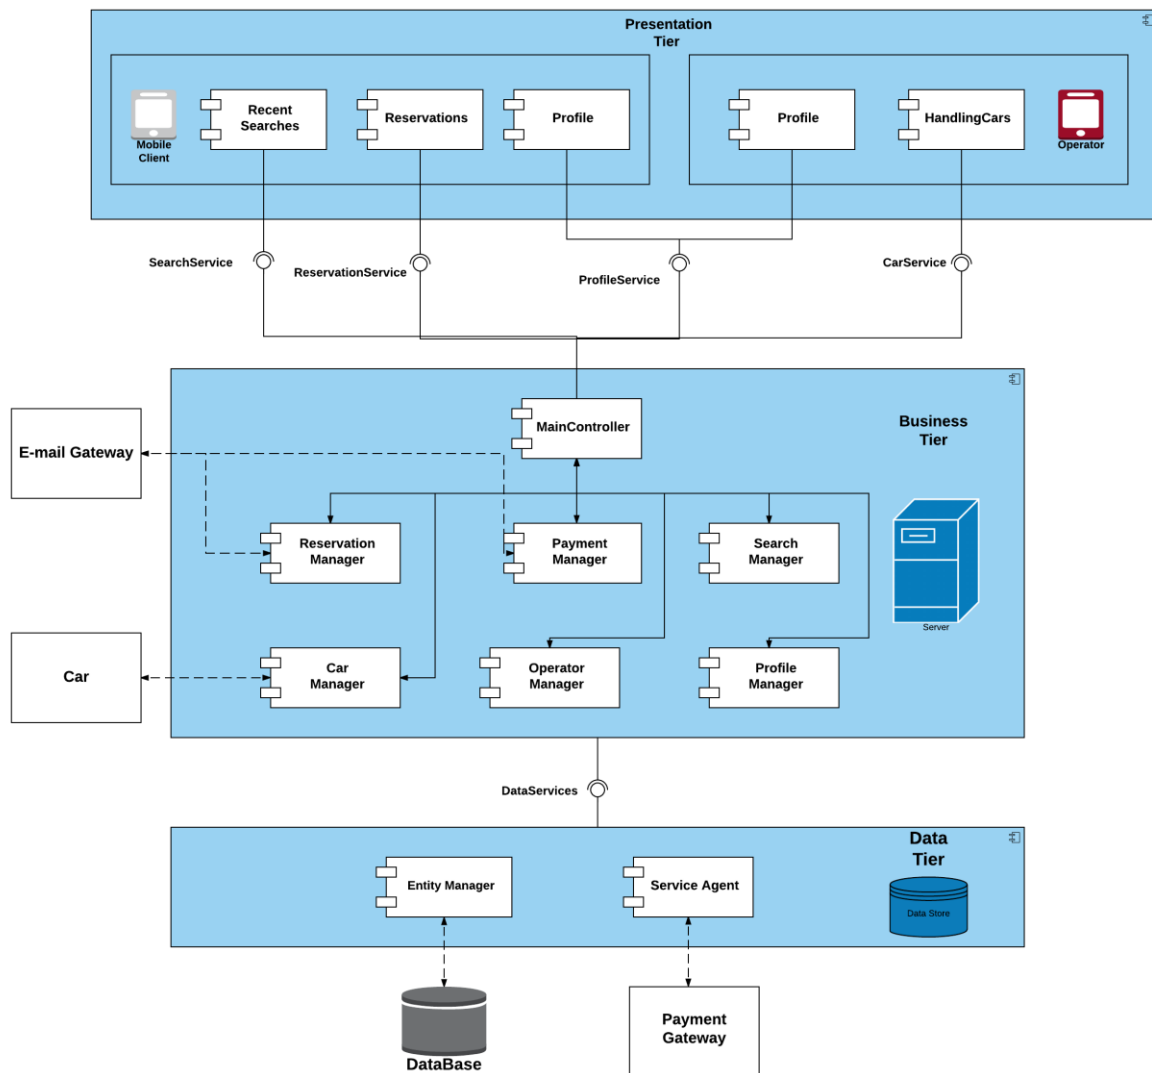 Presentation
Tier
Mobile
Client
Recent
Searches
Reservations
Profile
Profile
HandlingCars
Operator
SearchService
ReservationService
ProfileService
CarService
MainController
Business
Tier
E-mail Gateway
Reservation
Manager
Payment
Manager
Search
Manager
Server
Car
Car
Manager
Operator
Manager
Profile
Manager
DataServices
Data
Tier
Entity Manager
Service Agent
Data Store
DataBase
Payment
Gateway